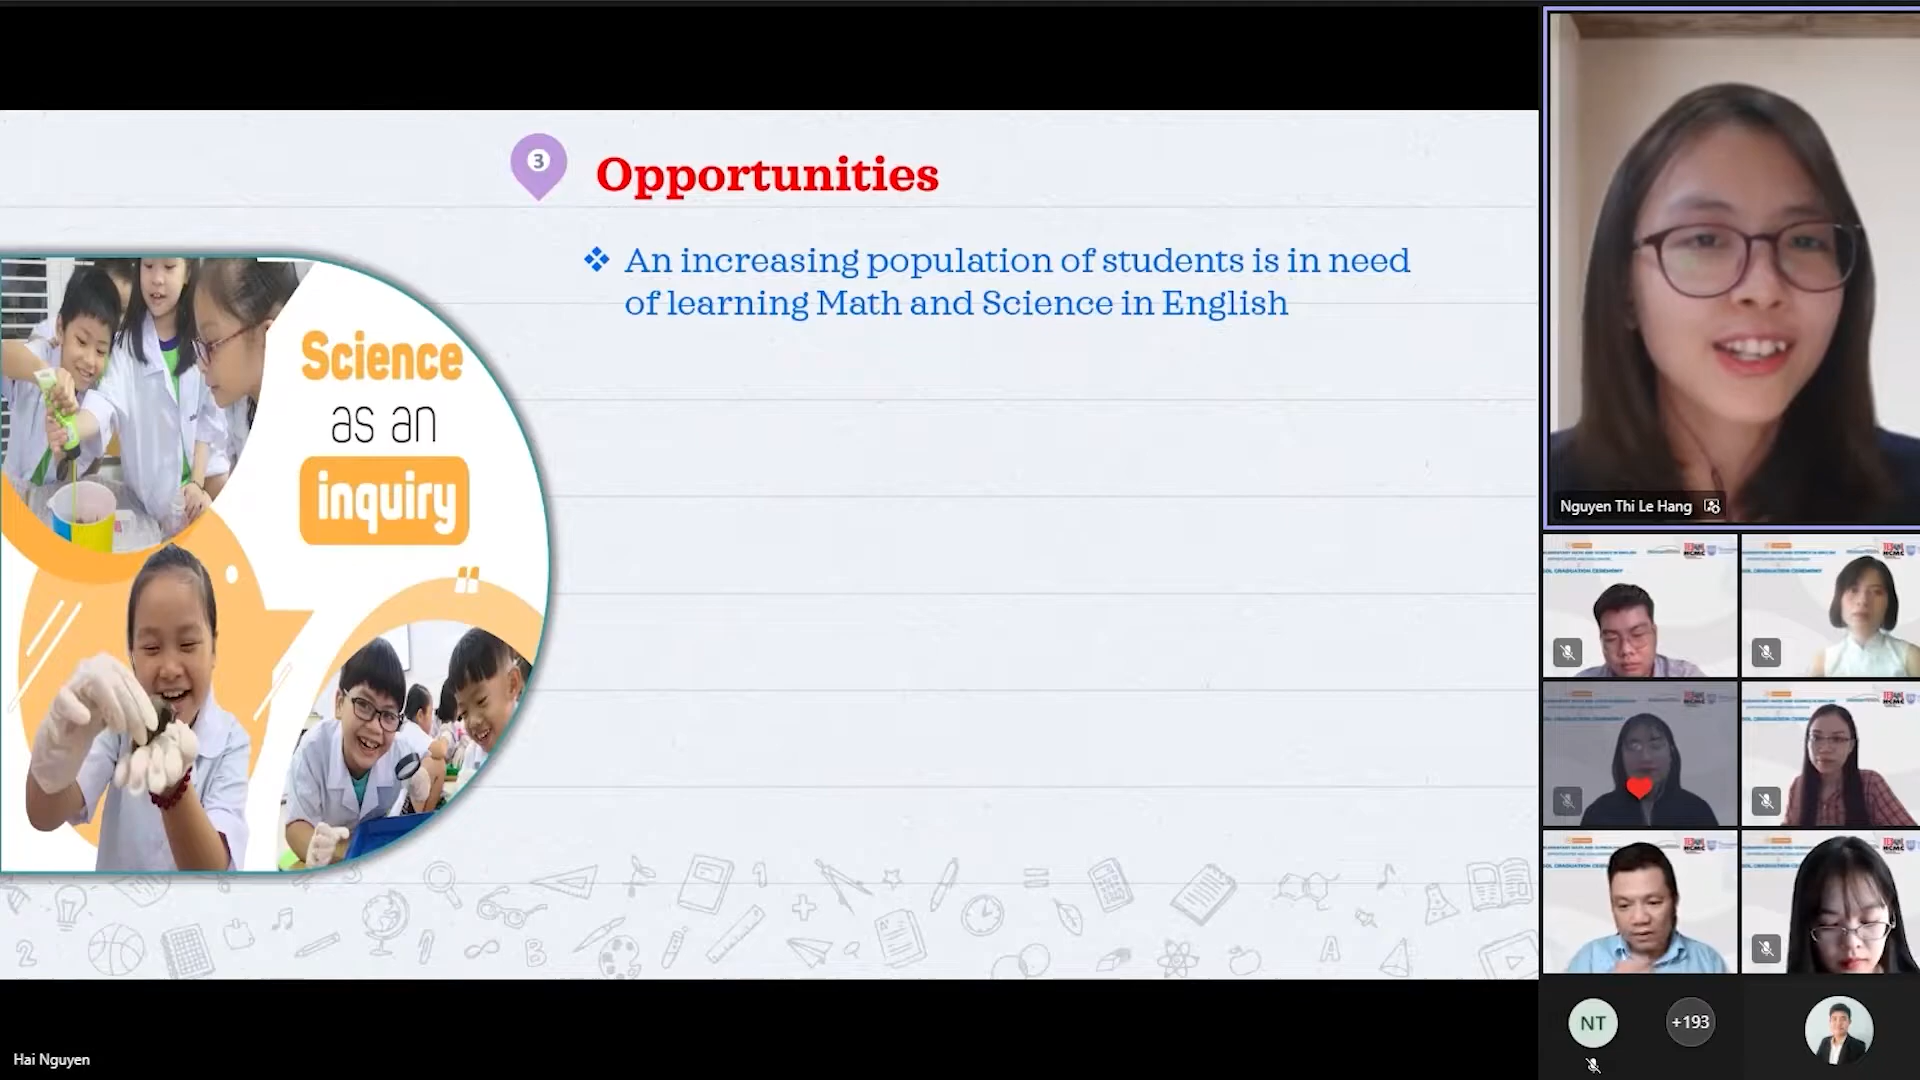 3
Opportunities
An increasing population of students is in need
of learning Math and Science in English
Science
as an
inquiry
Nguyen Thi Le Hang
NT
+193
Hai Nguyen